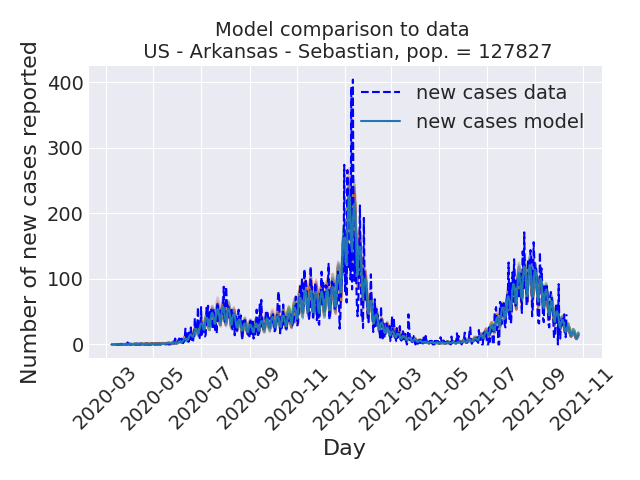 Model comparison to data
US - Arkansas - Sebastian, pop. = 127827
Number of new cases reported
400
300
200
100
0
new cases data
new cases model
2020-03
2020-05
2020-07
2020-09
2020-11
2021-01
2021-03
2021-05
2021-07
2021-09
2021-11
Day